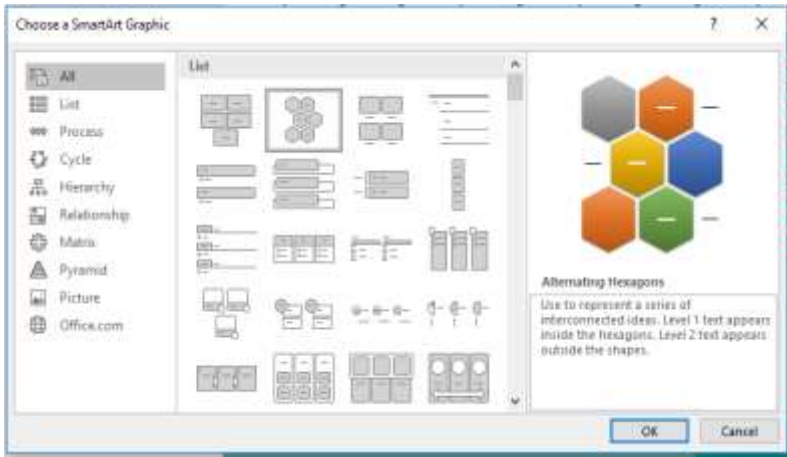 Choose a SmartArt Graphic
?
All
List
Process
Cycle
Hierarchy
Relationship
Matrix
Pyramid
Picture
Office.com
List
Alternating Hexagons
Use to represent a series of
interconnected ideas. Level 1 text appears
inside the hexagons. Level 2 text appears
outside the shapes.
OK
Cancel